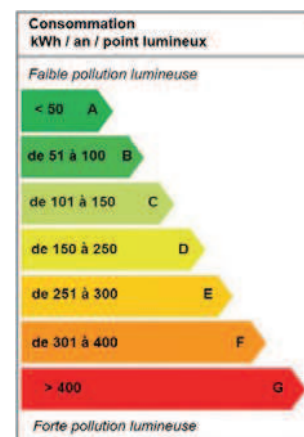 Consommation
kWh / an / point lumineux
Faible pollution lumineuse
< 50 A
de 51 à 100 B
de 101 à 150 C
de 150 à 250 D
de 251 à 300 E
de 301 à 400 F
> 400 G
Forte pollution lumineuse